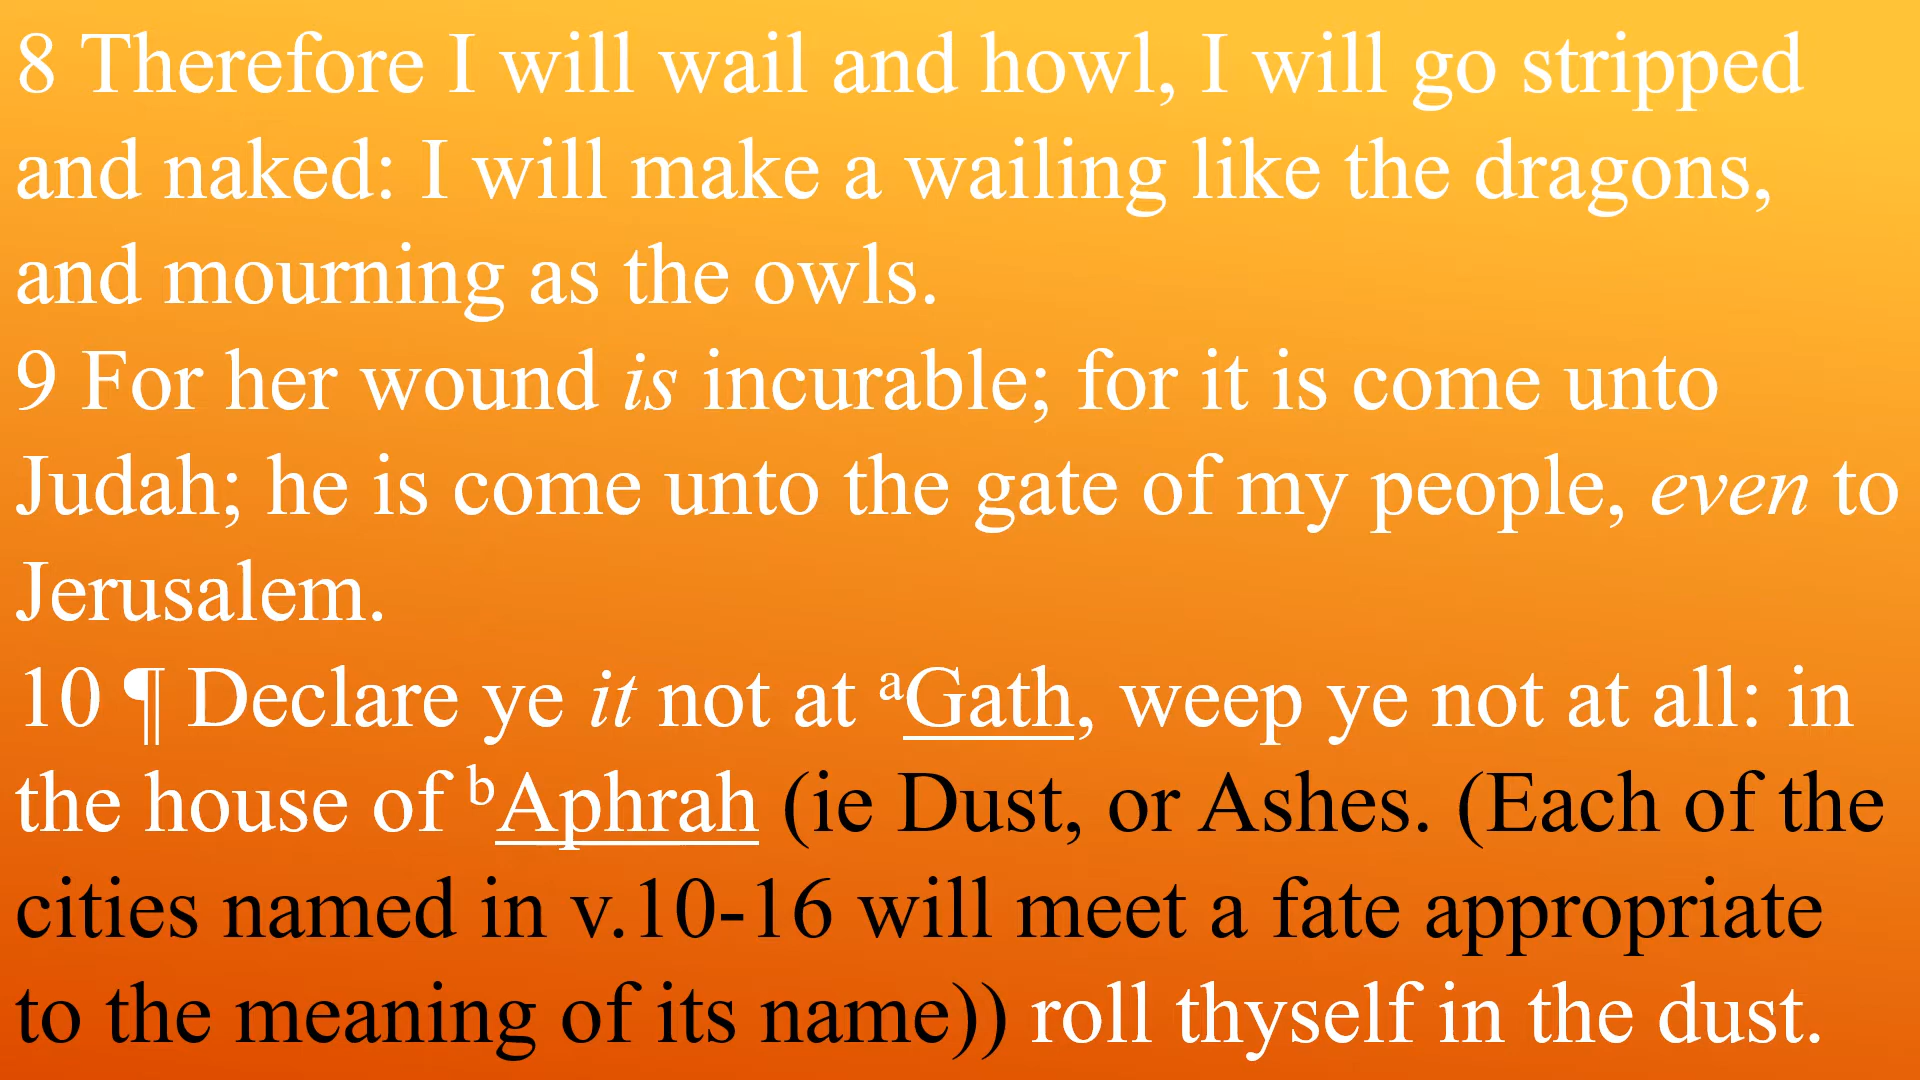 8 Therefore I will wail and howl, I will go stripped
and naked: I will make a wailing like the dragons,
and mourning as the owls.
9 For her wound is incurable; for it is come unto
Judah; he is come unto the gate of my people, even to
Jerusalem.
10 ¶ Declare ye it not at aGath, weep ye not at all: in
the house of bAphrah (ie Dust, or Ashes. (Each of the
cities named in v.10-16 will meet a fate appropriate
to the meaning of its name)) roll thyself in the dust.